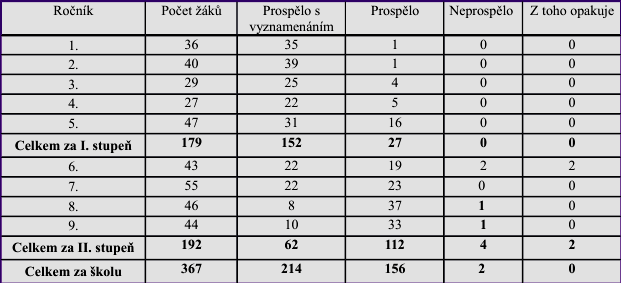 Ročník Počet žáků Prospělo s vyznamenáním Prospělo Neprospělo Z toho opakuje
1. 36 35 1 0 0
2. 40 39 1 0 0
3. 29 25 4 0 0
4. 27 22 5 0 0
5. 47 31 16 0 0
Celkem za I. stupeň 179 152 27 0 0
6. 43 22 19 2 2
7. 55 22 23 0 0
8. 46 8 37 1 0
9. 44 10 33 1 0
Celkem za II. stupeň 192 62 112 4 2
Celkem za školu 367 214 156 2 0